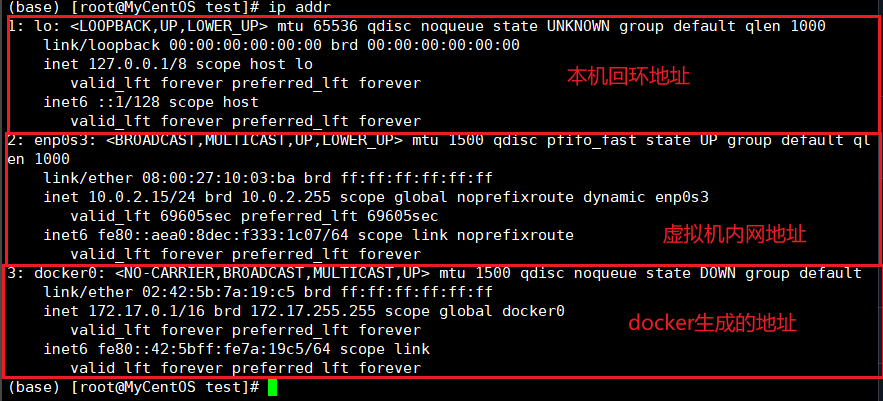 (base) [root@MyCentOS test]# ip addr
1: lo: <LOOPBACK,UP,LOWER_UP> mtu 65536 qdisc noqueue state UNKNOWN group default qlen 1000
link/loopback 00:00:00:00:00:00 brd 00:00:00:00:00:00
inet 127.0.0.1/8 scope host lo
本机回环地址
valid_lft forever preferred_lft forever
inet6 ::1/128 scope host
valid_lft forever preferred_lft forever
2: enp0s3: <BROADCAST,MULTICAST,UP,LOWER_UP> mtu 1500 qdisc pfifo_fast state UP group default ql
en 1000
link/ether 08:00:27:10:03:ba brd ff:ff:ff:ff:ff:ff
inet 10.0.2.15/24 brd 10.0.2.255 scope global noprefixroute dynamic enp0s3
valid_lft 69605sec preferred_lft 69605sec
inet6 fe80::aea0:8dec:f333:1c07/64 scope link noprefixroute
虚拟机内网地址
valid_lft forever preferred_lft forever
3: docker0: <NO-CARRIER,BROADCAST,MULTICAST,UP> mtu 1500 qdisc noqueue state DOWN group default
link/ether 02:42:5b:7a:19:c5 brd ff:ff:ff:ff:ff:ff
inet 172.17.0.1/16 brd 172.17.255.255 scope global docker0
docker生成的地址
valid_lft forever preferred_lft forever
inet6 fe80::42:5bff:fe7a:19c5/64 scope link
valid_lft forever preferred_lft forever
(base) [root@MyCentOS test]#